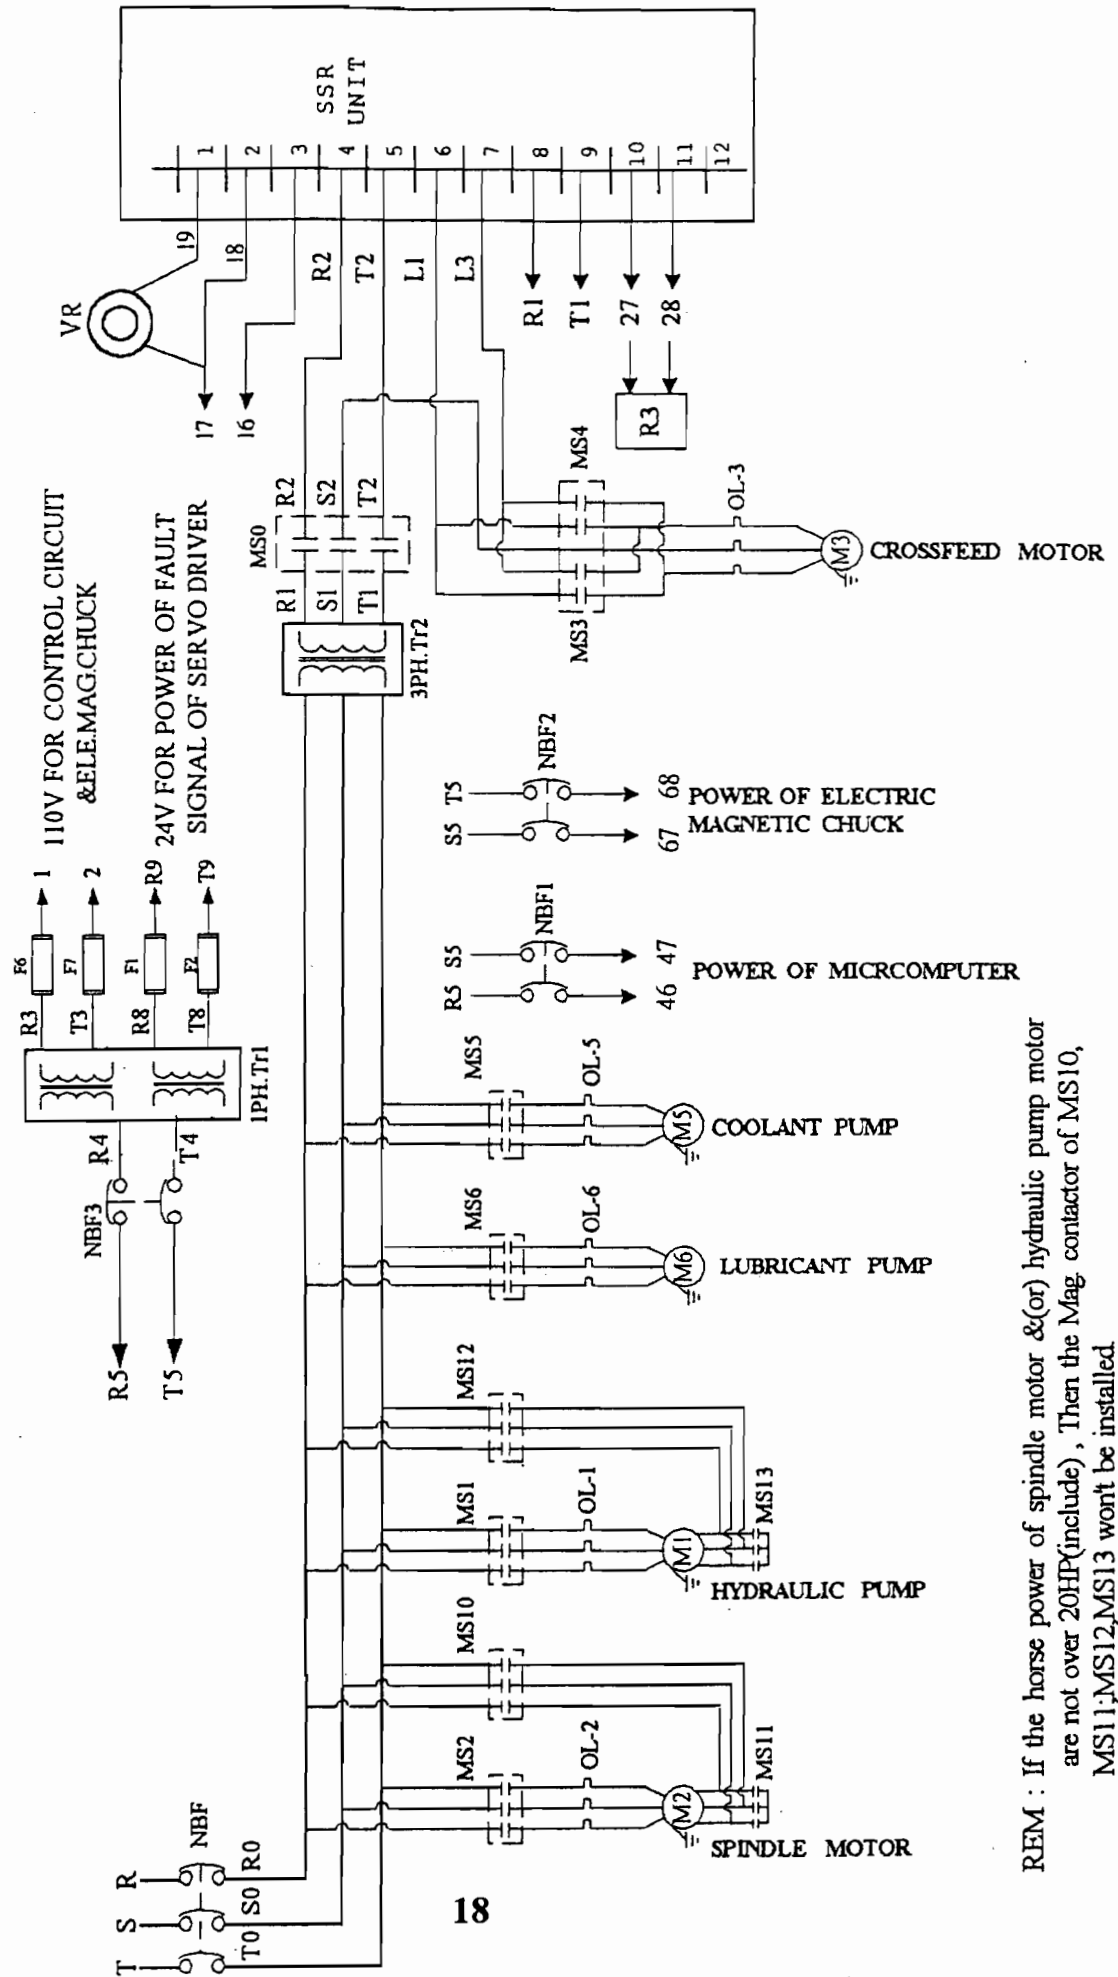 T
S
R
NBF
T0
S0
R0
MS2
OL-2
M2
SPINDLE MOTOR
MS11
MS10
MS1
OL-1
M1
HYDRAULIC PUMP
MS13
MS12
MS6
OL-6
M6
LUBRICANT PUMP
MS5
OL-5
M5
COOLANT PUMP
R5
T5
NBF3
R4
T4
1PH.Tr1
R3
F6
1
T3
F7
2
110V FOR CONTROL CIRCUIT
&ELE.MAG.CHUCK
R8
F1
R9
T8
F2
T9
24V FOR POWER OF FAULT
SIGNAL OF SERVO DRIVER
R5
S5
NBF1
46
47
POWER OF MICRCOMPUTER
S5
T5
NBF2
67
68
POWER OF ELECTRIC
MAGNETIC CHUCK
3PH.Tr2
R1
S1
T1
MS0
R2
S2
T2
MS3
MS4
OL-3
M3
CROSSFEED MOTOR
VR
17
16
19
18
R2
T2
L1
L3
R1
T1
27
28
R3
SSR
UNIT
1
2
3
4
5
6
7
8
9
10
11
12
REM : If the horse power of spindle motor &(or) hydraulic pump motor
are not over 20HP(include), Then the Mag. contactor of MS10,
MS11;MS12,MS13 won't be installed.
18